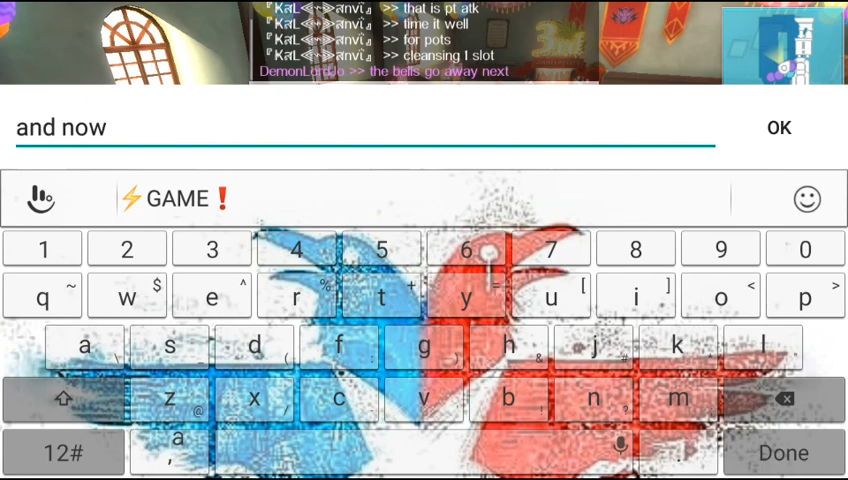 >> that is pt atk
>> time it well
>> for pots
>> cleansing 1 slot
DemonLordJo >> the bells go away next
3rd
and now
OK
⚡GAME❗
1 2 3 4 5 6 7 8 9 0
q ~ w $ e ^ r % t + y = u [ i ] o < p >
a \ s _ d ( f : g ) h & j # k l
z @ x / c v b ! n ? m
12# a , . Done